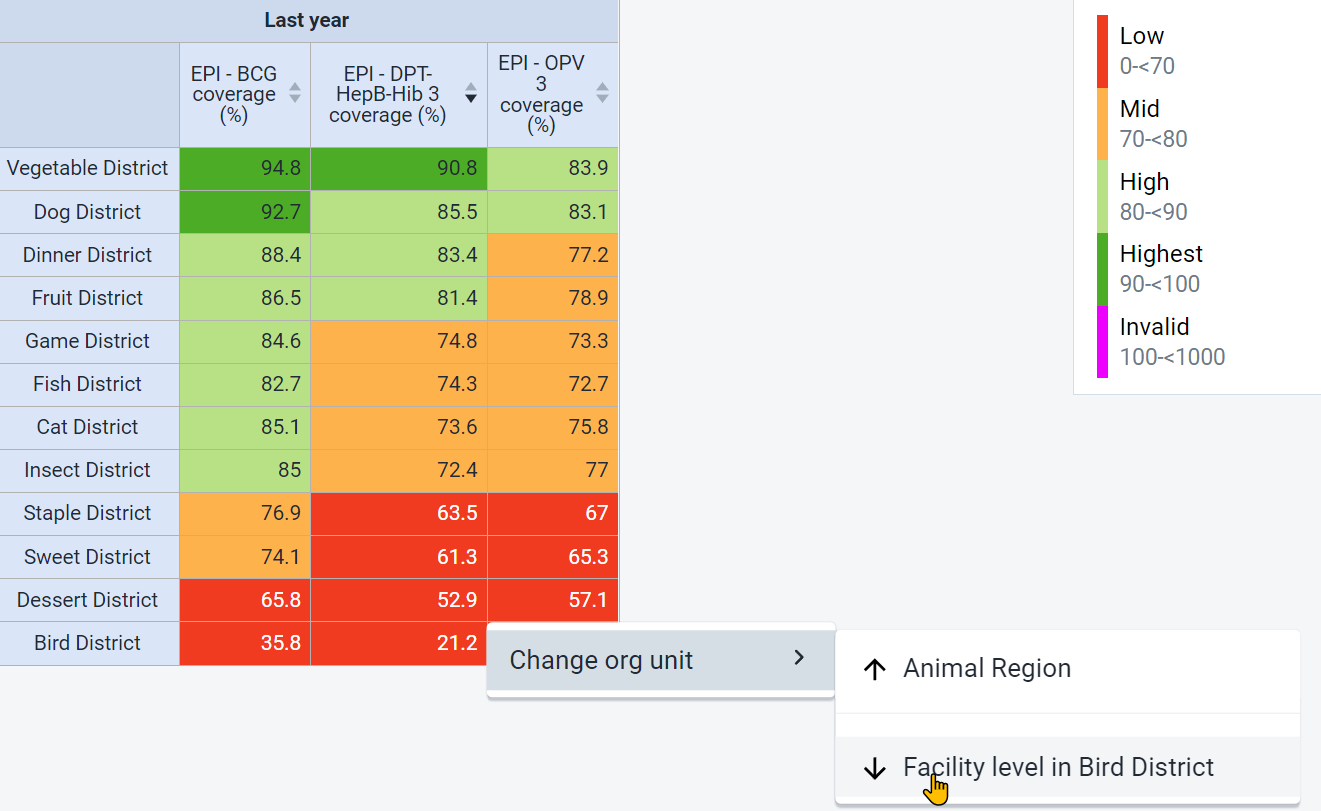 Last year
EPI - BCG coverage (%)
EPI - DPT-HepB-Hib 3 coverage (%)
EPI - OPV 3 coverage (%)
Vegetable District 94.8 90.8 83.9
Dog District 92.7 85.5 83.1
Dinner District 88.4 83.4 77.2
Fruit District 86.5 81.4 78.9
Game District 84.6 74.8 73.3
Fish District 82.7 74.3 72.7
Cat District 85.1 73.6 75.8
Insect District 85 72.4 77
Staple District 76.9 63.5 67
Sweet District 74.1 61.3 65.3
Dessert District 65.8 52.9 57.1
Bird District 35.8 21.2
Change org unit
Animal Region
Facility level in Bird District
Low
0-<70
Mid
70-<80
High
80-<90
Highest
90-<100
Invalid
100-<1000